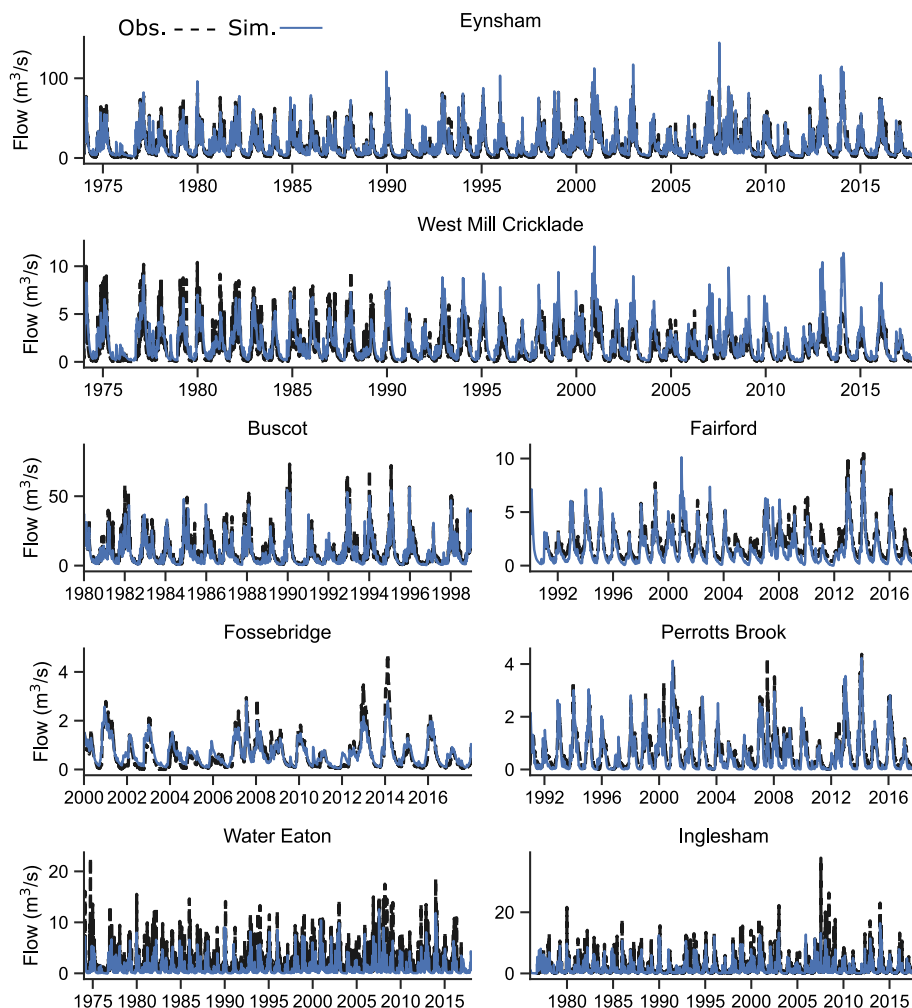 Obs. Sim.
Eynsham
Flow (m³/s)
100
0
1975 1980 1985 1990 1995 2000 2005 2010 2015
West Mill Cricklade
Flow (m³/s)
10
5
0
1975 1980 1985 1990 1995 2000 2005 2010 2015
Buscot
Flow (m³/s)
50
0
1980 1982 1984 1986 1988 1990 1992 1994 1996 1998
Fairford
10
5
0
1992 1996 2000 2004 2008 2012 2016
Fossebridge
Flow (m³/s)
4
2
0
2000 2002 2004 2006 2008 2010 2012 2014 2016
Perrotts Brook
4
2
0
1992 1996 2000 2004 2008 2012 2016
Water Eaton
Flow (m³/s)
20
10
0
1975 1980 1985 1990 1995 2000 2005 2010 2015
Inglesham
20
0
1980 1985 1990 1995 2000 2005 2010 2015